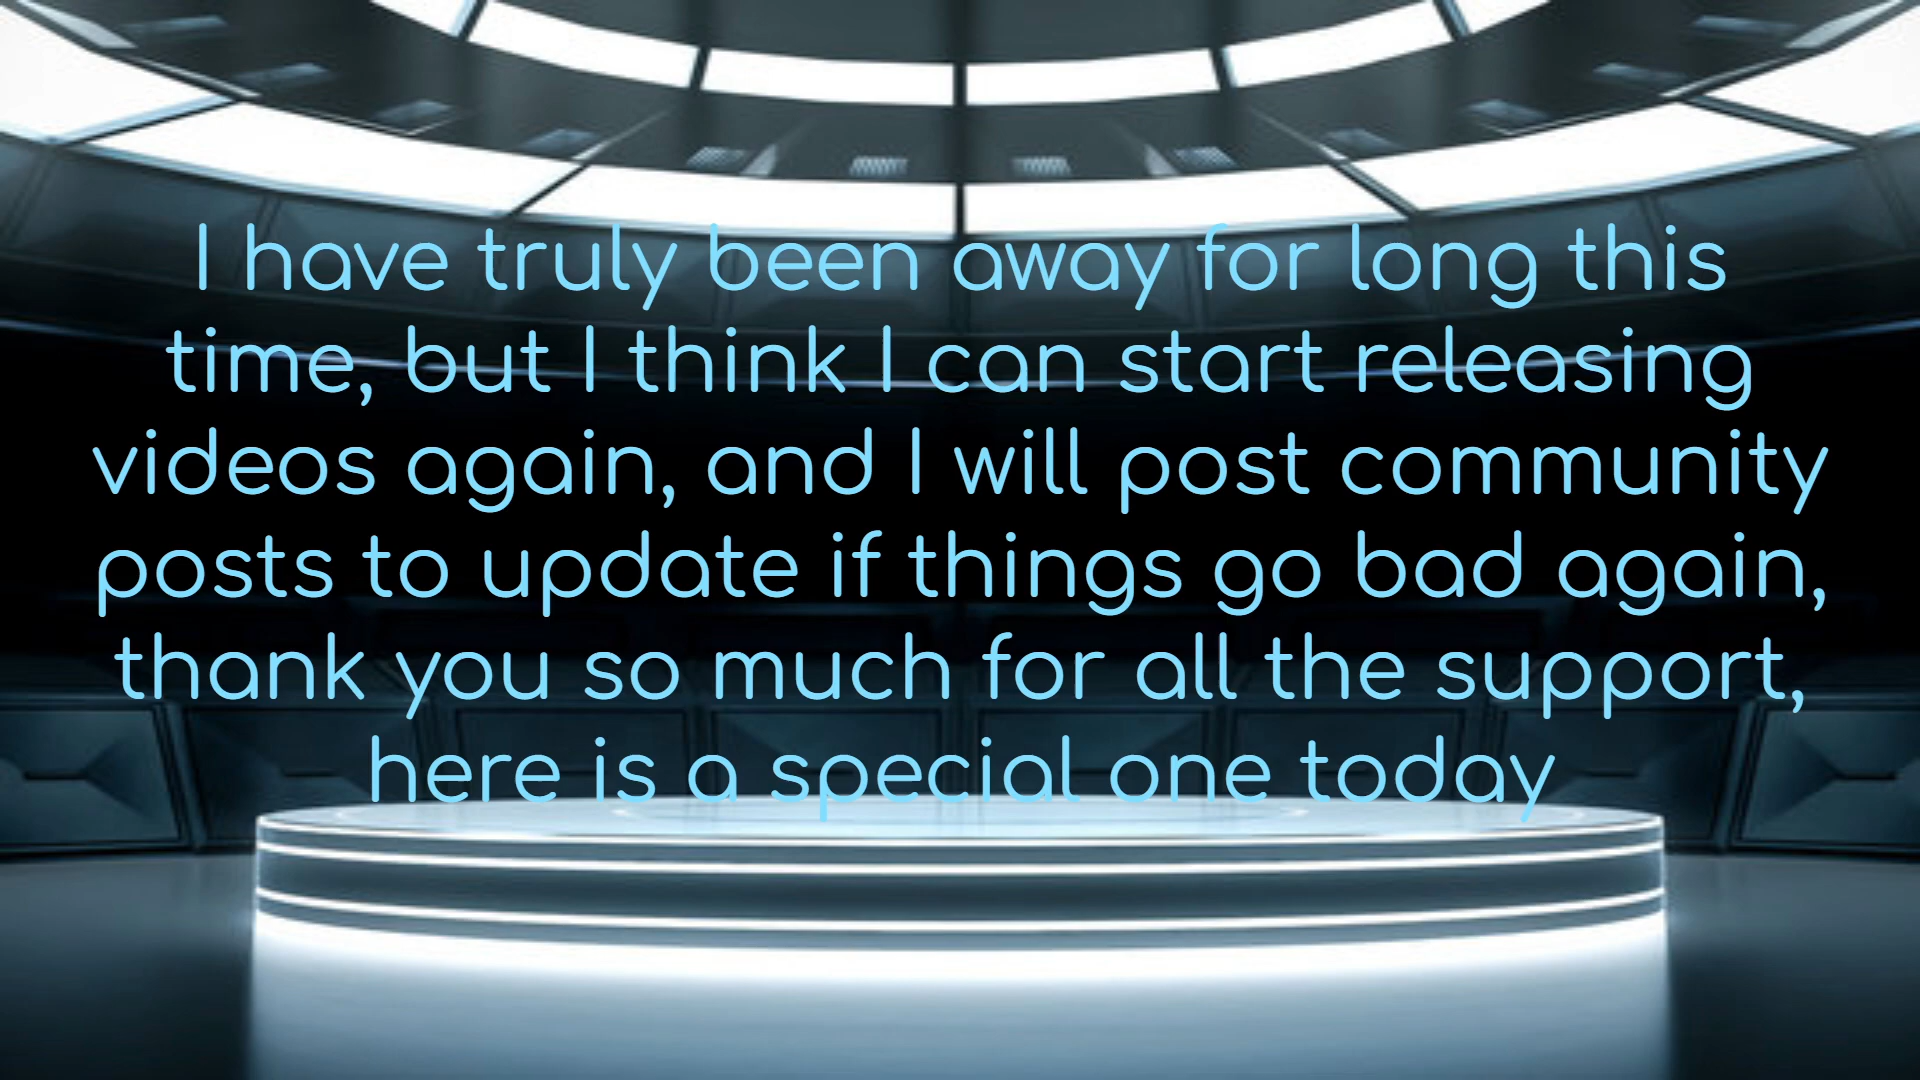 I have truly been away for long this
time, but I think I can start releasing
videos again, and I will post community
posts to update if things go bad again,
thank you so much for all the support,
here is a special one today